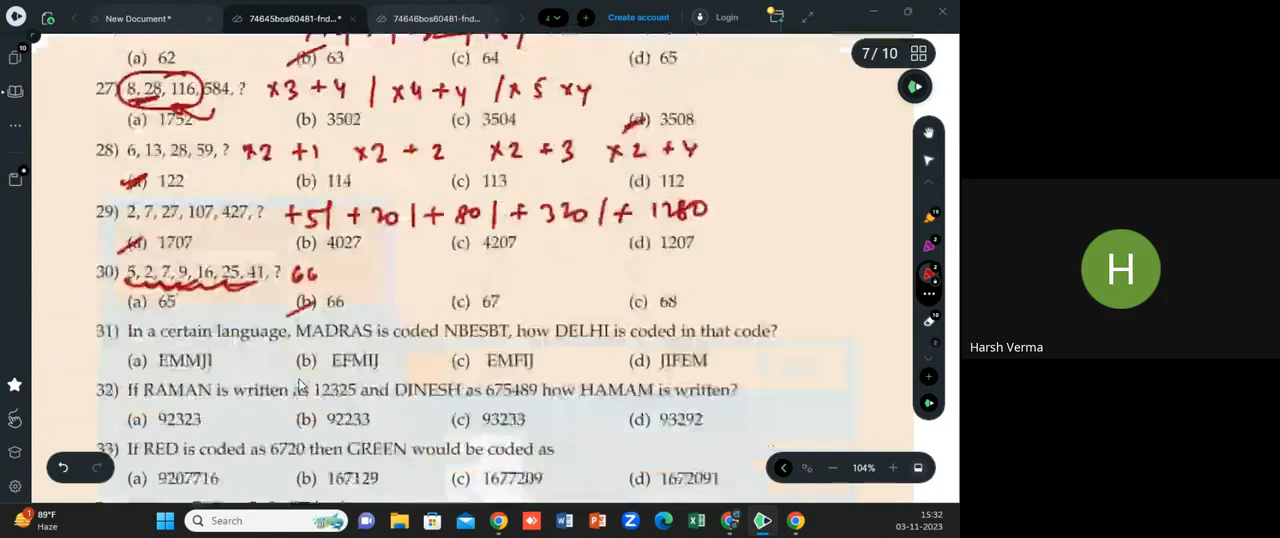 New Document*
74645bos60481-fnd...*
74646bos60481-fnd...
4
Create account
Login
(a) 62 (b) 63 (c) 64 (d) 65
7/10
27) 8, 28, 116, 584, ? ×3 + 4 | ×4 + 4 | × 5 × 4
(a) 1752 (b) 3502 (c) 3504 (d) 3508
28) 6, 13, 28, 59, ? ×2 +1 ×2 + 2 ×2 + 3 ×2 + 4
(a) 122 (b) 114 (c) 113 (d) 112
29) 2, 7, 27, 107, 427, ? +5| + 20 | + 80 | + 320 | + 1280
(a) 1707 (b) 4027 (c) 4207 (d) 1207
30) 5, 2, 7, 9, 16, 25, 41, ? 66
(a) 65 (b) 66 (c) 67 (c) 68
31) In a certain language, MADRAS is coded NBESBT, how DELHI is coded in that code?
(a) EMMJI (b) EFMIJ (c) EMFIJ (d) JIFEM
32) If RAMAN is written as 12325 and DINESH as 675489 how HAMAM is written?
(a) 92323 (b) 92233 (c) 93233 (d) 93292
33) If RED is coded as 6720 then GREEN would be coded as
(a) 9207716 (b) 167129 (c) 1677209 (d) 1672091
104%
H
Harsh Verma
89°F
Haze
Search
15:32
03-11-2023